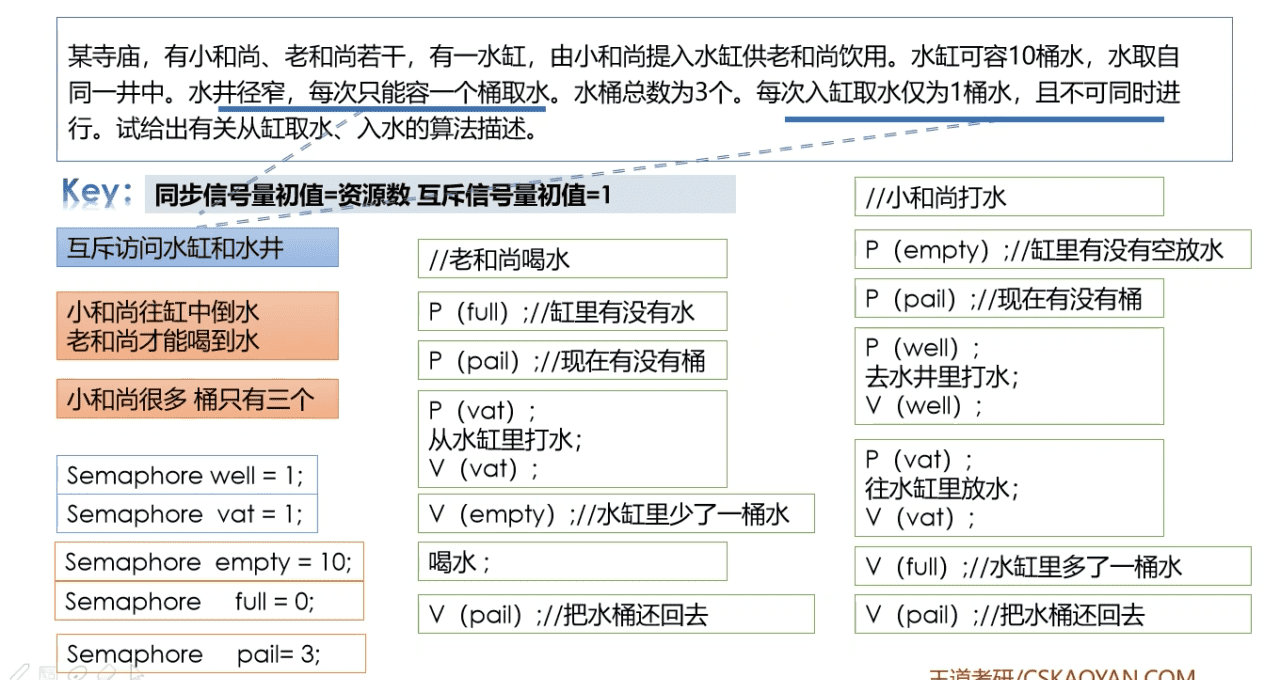 某寺庙，有小和尚、老和尚若干，有一水缸，由小和尚提入水缸供老和尚饮用。水缸可容10桶水，水取自
同一井中。水井径窄，每次只能容一个桶取水。水桶总数为3个。每次入缸取水仅为1桶水，且不可同时进
行。试给出有关从缸取水、入水的算法描述。
Key：
同步信号量初值=资源数 互斥信号量初值=1
互斥访问水缸和水井
小和尚往缸中倒水
老和尚才能喝到水
小和尚很多 桶只有三个
Semaphore well = 1;
Semaphore vat = 1;
Semaphore empty = 10;
Semaphore full = 0;
Semaphore pail= 3;
//老和尚喝水
P（full）;//缸里有没有水
P（pail）;//现在有没有桶
P（vat）;
从水缸里打水；
V（vat）;
V（empty）;//水缸里少了一桶水
喝水；
V（pail）;//把水桶还回去
//小和尚打水
P（empty）;//缸里有没有空放水
P（pail）;//现在有没有桶
P（well）;
去水井里打水；
V（well）;
P（vat）;
往水缸里放水；
V（vat）;
V（full）;//水缸里多了一桶水
V（pail）;//把水桶还回去
王道考研/CSKAOYAN.COM